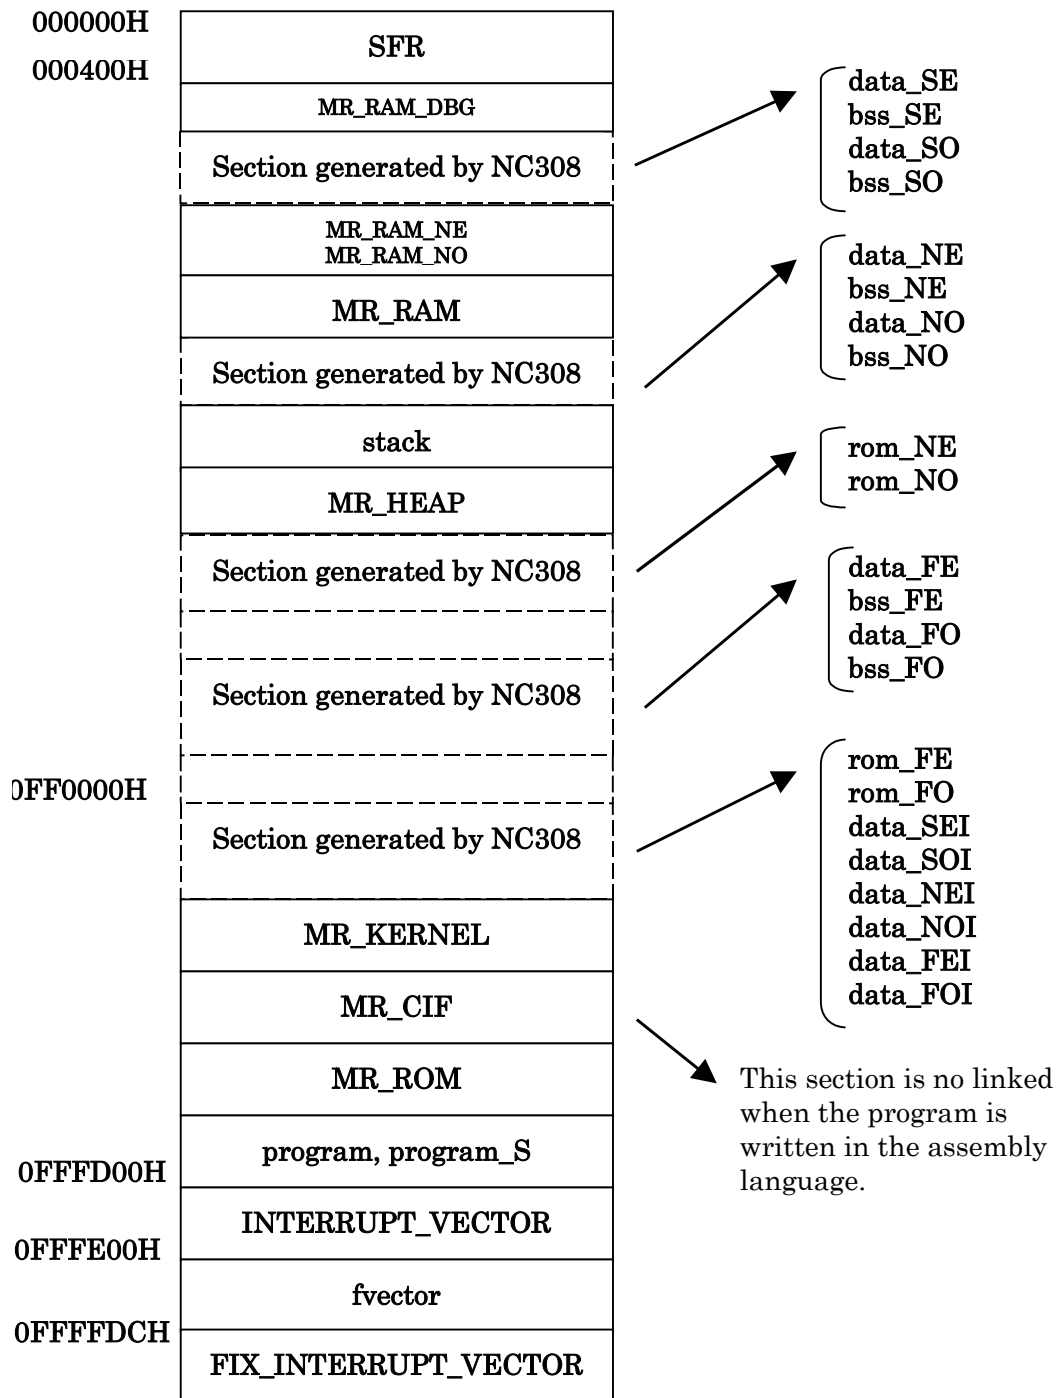 000000H
SFR
000400H
MR_RAM_DBG
Section generated by NC308
data_SE
bss_SE
data_SO
bss_SO
MR_RAM_NE
MR_RAM_NO
MR_RAM
Section generated by NC308
data_NE
bss_NE
data_NO
bss_NO
stack
MR_HEAP
Section generated by NC308
rom_NE
rom_NO
Section generated by NC308
data_FE
bss_FE
data_FO
bss_FO
0FF0000H
Section generated by NC308
rom_FE
rom_FO
data_SEI
data_SOI
data_NEI
data_NOI
data_FEI
data_FOI
MR_KERNEL
MR_CIF
This section is no linked
when the program is
written in the assembly
language.
MR_ROM
program, program_S
0FFFD00H
INTERRUPT_VECTOR
0FFFE00H
fvector
0FFFFDCH
FIX_INTERRUPT_VECTOR